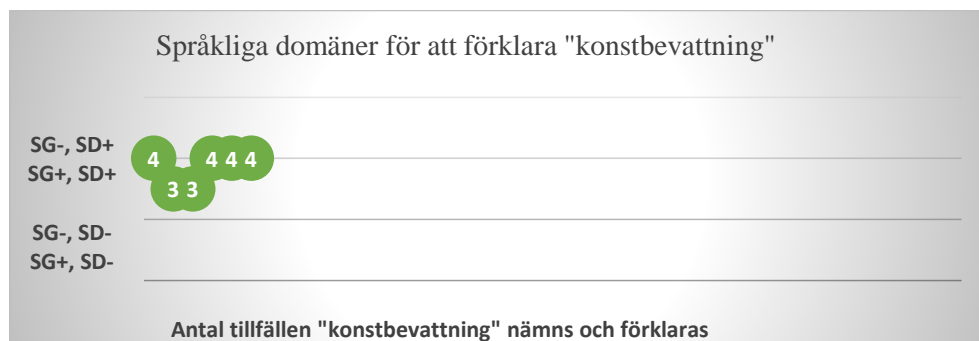 Språkliga domäner för att förklara "konstbevattning"
SG-, SD+
4 4 4 4
SG+, SD+
3 3
SG-, SD-
SG+, SD-
Antal tillfällen "konstbevattning" nämns och förklaras